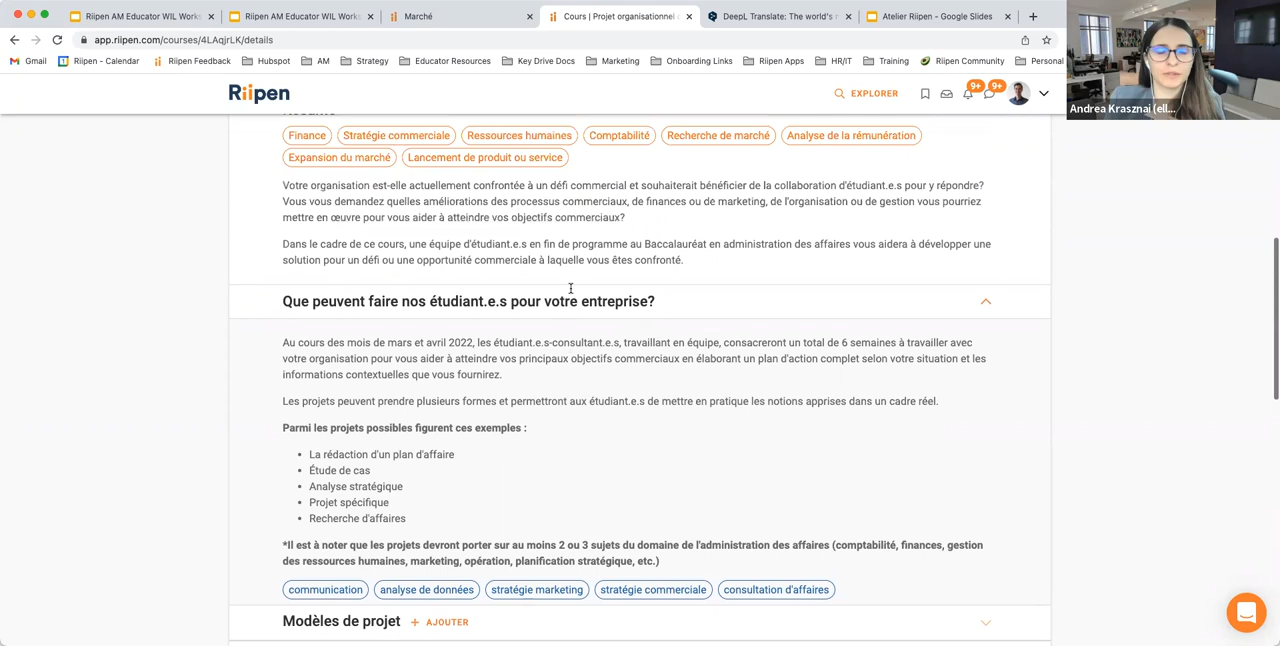 Riipen AM Educator WIL Works
Riipen AM Educator WIL Works
Marché
Cours | Projet organisationnel
DeepL Translate: The world's
Atelier Riipen - Google Slides
app.riipen.com/courses/4LAqjrLK/details
Gmail
Riipen - Calendar
Riipen Feedback
Hubspot
AM
Strategy
Educator Resources
Key Drive Docs
Marketing
Onboarding Links
Riipen Apps
HR/IT
Training
Riipen Community
Personal
Riipen
EXPLORER
9+
9+
Andrea Krasznai (ell...
Résumé
Finance
Stratégie commerciale
Ressources humaines
Comptabilité
Recherche de marché
Analyse de la rémunération
Expansion du marché
Lancement de produit ou service
Votre organisation est-elle actuellement confrontée à un défi commercial et souhaiterait bénéficier de la collaboration d'étudiant.e.s pour y répondre?
Vous vous demandez quelles améliorations des processus commerciaux, de finances ou de marketing, de l'organisation ou de gestion vous pourriez
mettre en œuvre pour vous aider à atteindre vos objectifs commerciaux?
Dans le cadre de ce cours, une équipe d'étudiant.e.s en fin de programme au Baccalauréat en administration des affaires vous aidera à développer une
solution pour un défi ou une opportunité commerciale à laquelle vous êtes confronté.
Que peuvent faire nos étudiant.e.s pour votre entreprise?
Au cours des mois de mars et avril 2022, les étudiant.e.s-consultant.e.s, travaillant en équipe, consacreront un total de 6 semaines à travailler avec
votre organisation pour vous aider à atteindre vos principaux objectifs commerciaux en élaborant un plan d'action complet selon votre situation et les
informations contextuelles que vous fournirez.
Les projets peuvent prendre plusieurs formes et permettront aux étudiant.e.s de mettre en pratique les notions apprises dans un cadre réel.
Parmi les projets possibles figurent ces exemples :
• La rédaction d'un plan d'affaire
• Étude de cas
• Analyse stratégique
• Projet spécifique
• Recherche d'affaires
*Il est à noter que les projets devront porter sur au moins 2 ou 3 sujets du domaine de l'administration des affaires (comptabilité, finances, gestion
des ressources humaines, marketing, opération, planification stratégique, etc.)
communication
analyse de données
stratégie marketing
stratégie commerciale
consultation d'affaires
Modèles de projet
+ AJOUTER